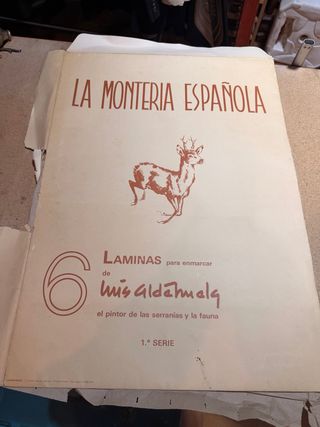 LA MONTERIA ESPAÑOLA
6 LAMINAS para enmarcar
de
luis aldehuela
el pintor de las serranías y la fauna
1.ª SERIE